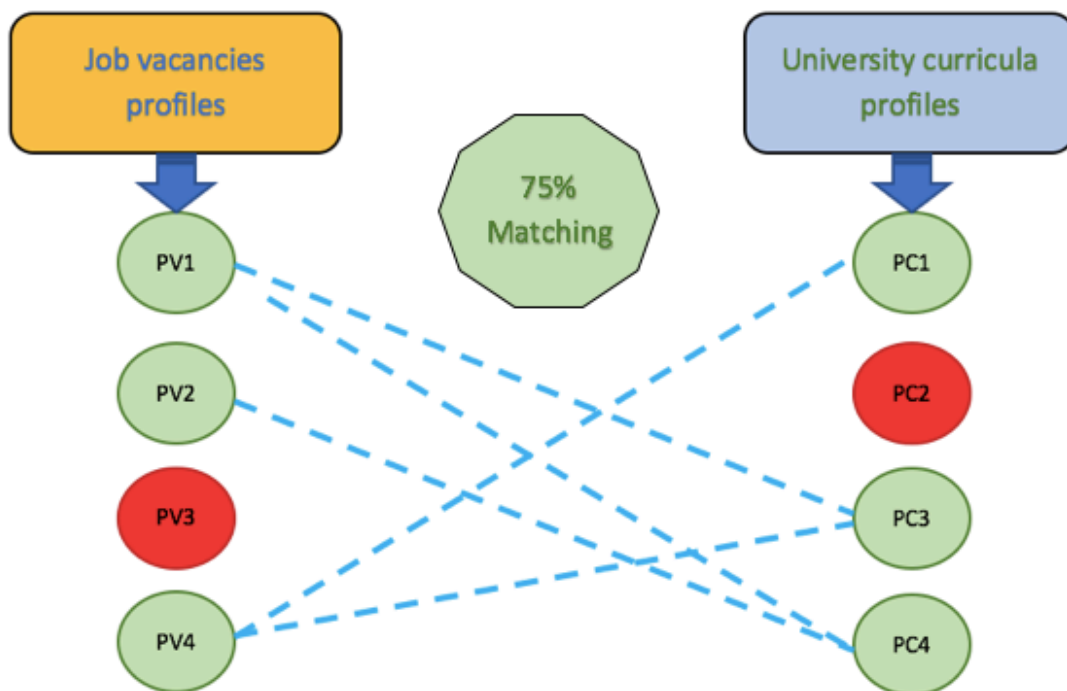 Job vacancies
profiles
University curricula
profiles
75%
Matching
PV1
PC1
PV2
PC2
PV3
PC3
PV4
PC4